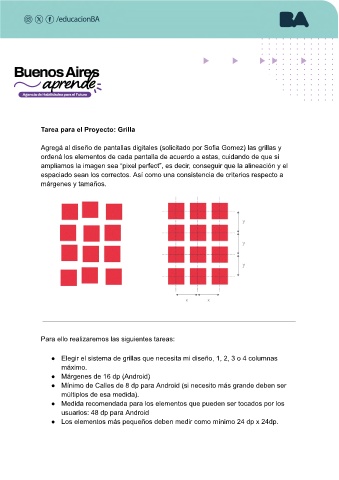 /educacionBA
BA
Buenos Aires
aprende
Agencia de Habilidades para el Futuro
Tarea para el Proyecto: Grilla
Agregá al diseño de pantallas digitales (solicitado por Sofia Gomez) las grillas y
ordená los elementos de cada pantalla de acuerdo a estas, cuidando de que si
ampliamos la imagen sea “pixel perfect”, es decir, conseguir que la alineación y el
espaciado sean los correctos. Así como una consistencia de criterios respecto a
márgenes y tamaños.
Para ello realizaremos las siguientes tareas:
● Elegir el sistema de grillas que necesita mi diseño, 1, 2, 3 o 4 columnas
máximo.
● Márgenes de 16 dp (Android)
● Mínimo de Calles de 8 dp para Android (si necesito más grande deben ser
múltiplos de esa medida).
● Medida recomendada para los elementos que pueden ser tocados por los
usuarios: 48 dp para Android
● Los elementos más pequeños deben medir como mínimo 24 dp x 24dp.